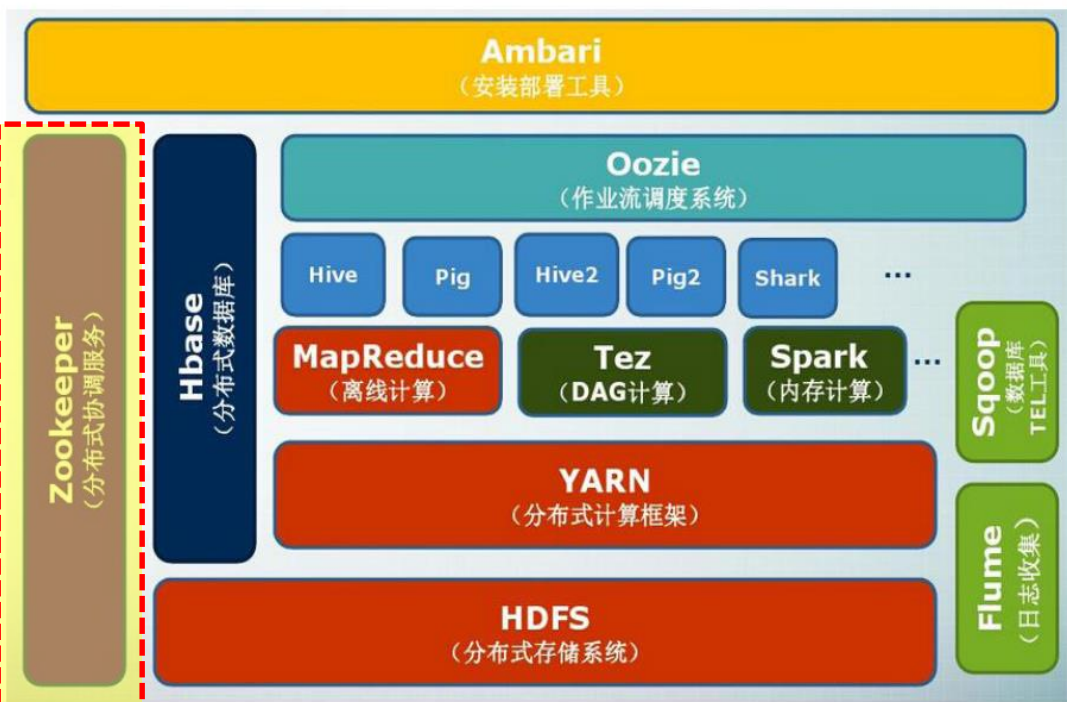 Ambari
（安装部署工具）
Zookeeper
（分布式协调服务）
Hbase
（分布式数据库）
Oozie
（作业流调度系统）
Hive
Pig
Hive2
Pig2
Shark
...
MapReduce
（离线计算）
Tez
（DAG计算）
Spark
（内存计算）
...
Sqoop
（数据库
TEL工具）
YARN
（分布式计算框架）
Flume
（日志收集）
HDFS
（分布式存储系统）